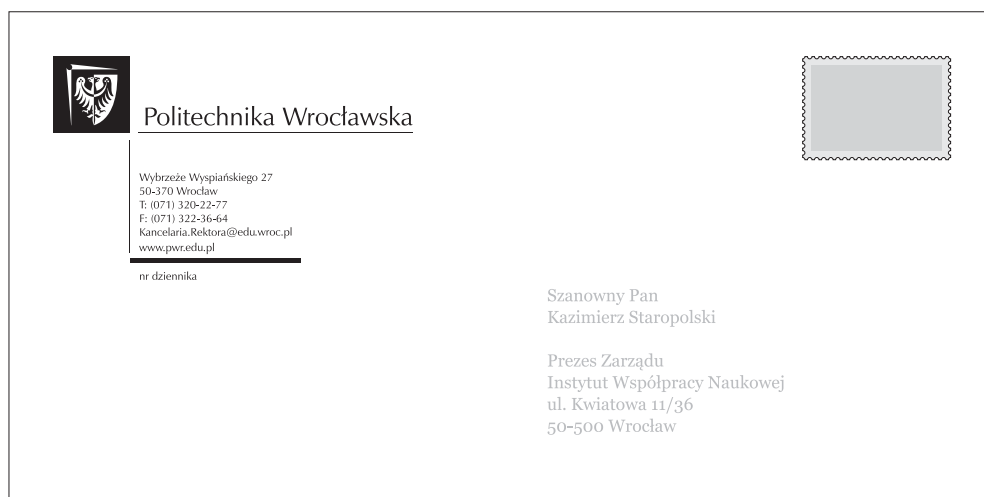 Politechnika Wrocławska
Wybrzeże Wyspiańskiego 27
50-370 Wrocław
T: (071) 320-22-77
F: (071) 322-36-64
Kancelaria.Rektora@edu.wroc.pl
www.pwr.edu.pl
nr dziennika
Szanowny Pan
Kazimierz Staropolski
Prezes Zarządu
Instytut Współpracy Naukowej
ul. Kwiatowa 11/36
50-500 Wrocław